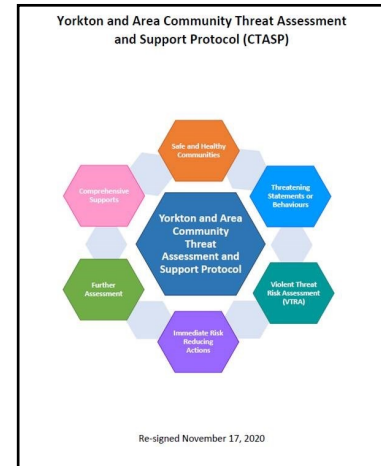 Yorkton and Area Community Threat Assessment
and Support Protocol (CTASP)
Safe and Healthy
Communities
Comprehensive
Supports
Threatening
Statements or
Behaviours
Yorkton and Area
Community
Threat
Assessment and
Support Protocol
Further
Assessment
Violent Threat
Risk Assessment
(VTRA)
Immediate Risk
Reducing
Actions
Re-signed November 17, 2020